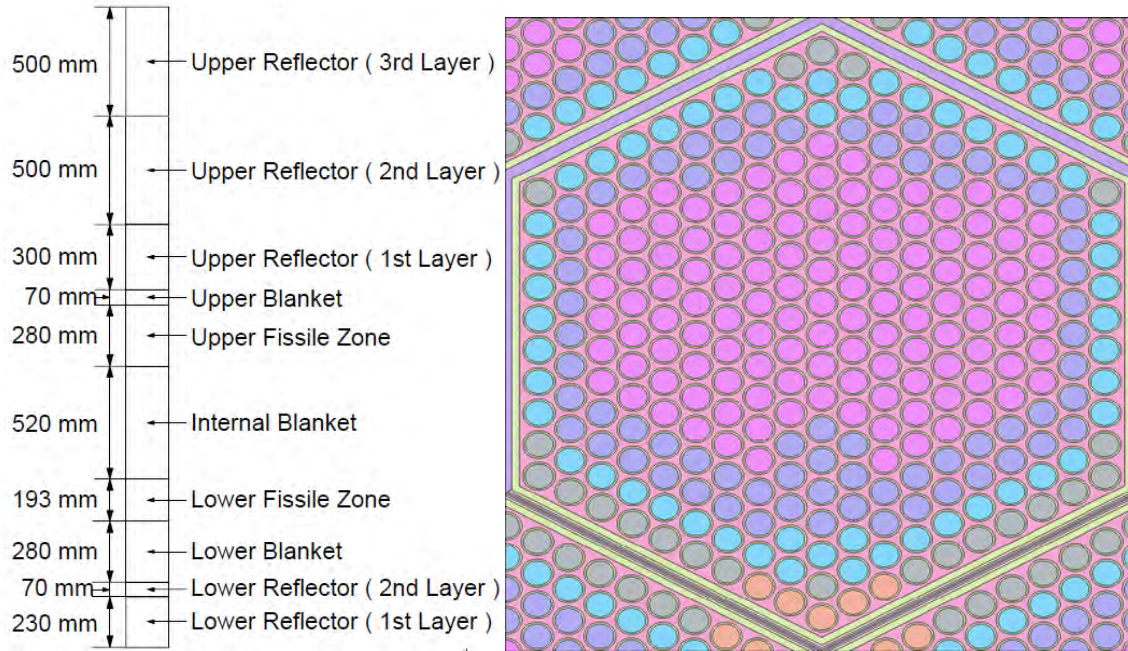 500 mm Upper Reflector ( 3rd Layer )
500 mm Upper Reflector ( 2nd Layer )
300 mm Upper Reflector ( 1st Layer )
70 mm Upper Blanket
280 mm Upper Fissile Zone
520 mm Internal Blanket
193 mm Lower Fissile Zone
280 mm Lower Blanket
70 mm Lower Reflector ( 2nd Layer )
230 mm Lower Reflector ( 1st Layer )